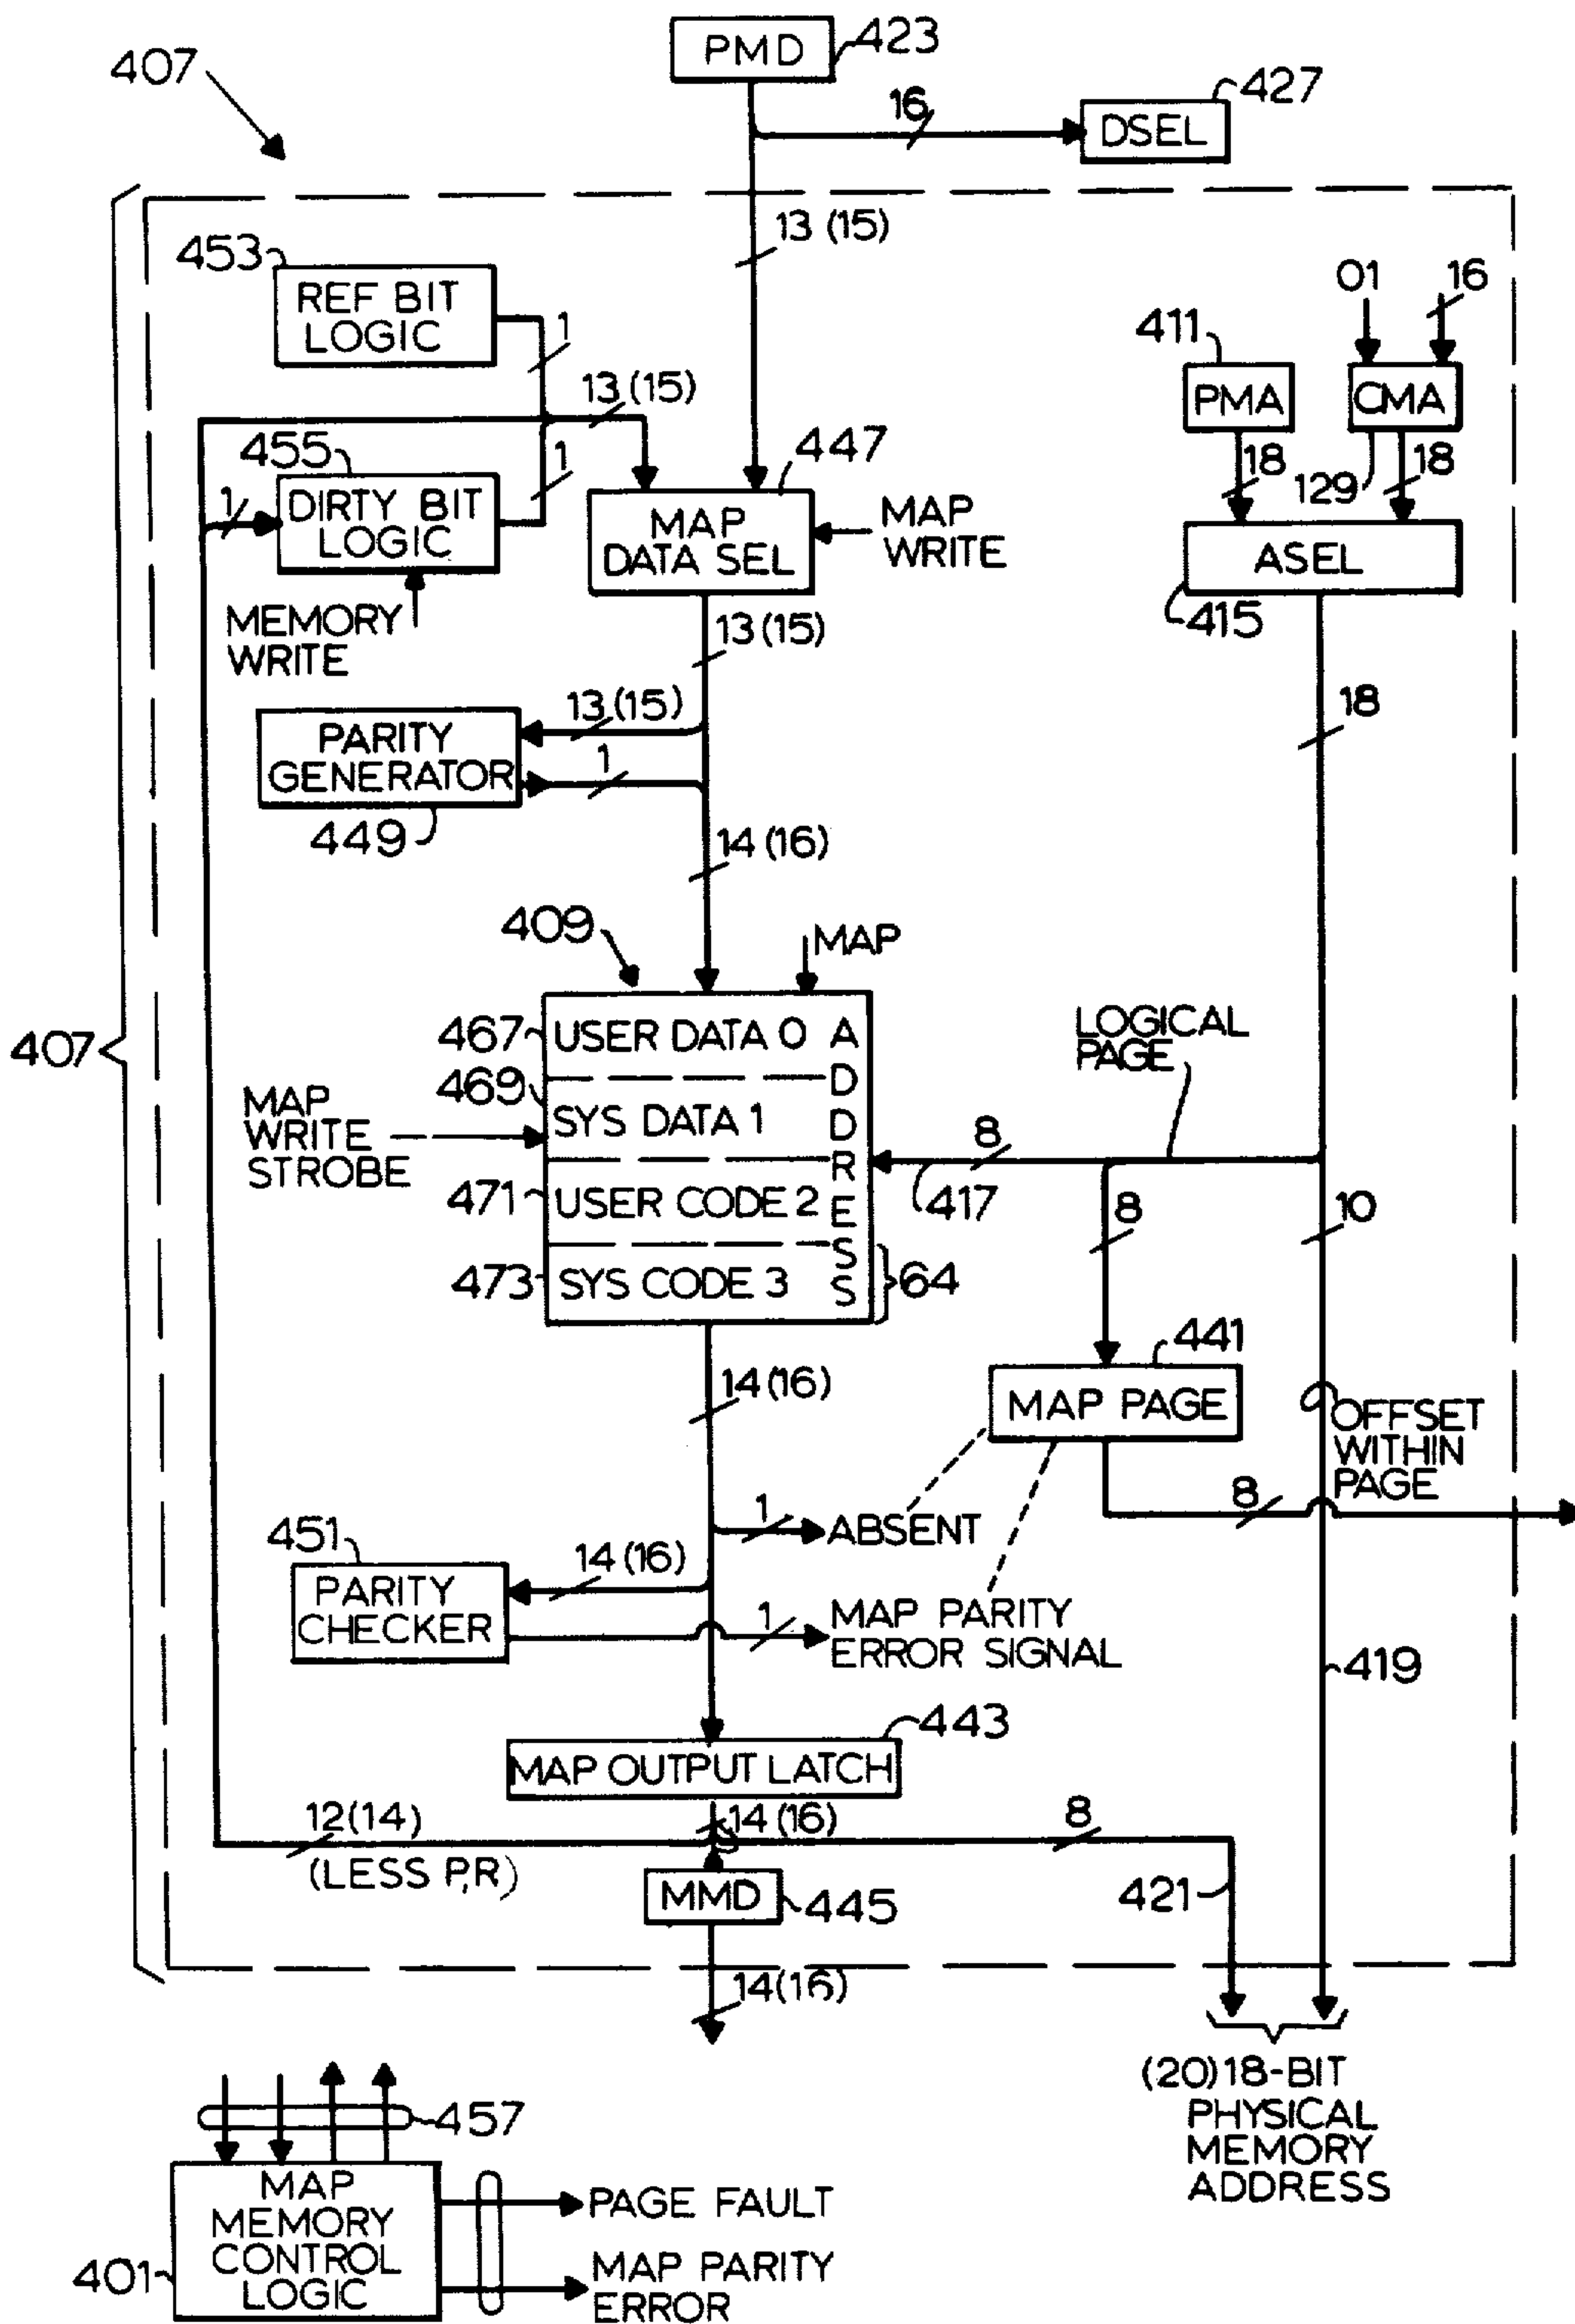 PMD
423
407
16
427
DSEL
13 (15)
453
REF BIT
LOGIC
1
01
16
411
PMA
CMA
13 (15)
455
1
447
18
129
18
1
DIRTY BIT
LOGIC
MAP
DATA SEL
MAP
WRITE
ASEL
415
MEMORY
WRITE
13 (15)
18
13 (15)
PARITY
GENERATOR
1
449
14 (16)
409
MAP
407
467
USER DATA 0
A
D
D
R
E
S
S
LOGICAL
PAGE
469
SYS DATA 1
MAP
WRITE
STROBE
8
417
471
USER CODE 2
8
10
473
SYS CODE 3
64
441
14 (16)
MAP PAGE
OFFSET
WITHIN
PAGE
8
1
ABSENT
451
14 (16)
PARITY
CHECKER
1
MAP PARITY
ERROR SIGNAL
419
443
MAP OUTPUT LATCH
12(14)
(LESS P,R)
14 (16)
8
MMD
445
421
14(16)
(20) 18-BIT
PHYSICAL
MEMORY
ADDRESS
457
MAP
MEMORY
CONTROL
LOGIC
401
PAGE FAULT
MAP PARITY
ERROR